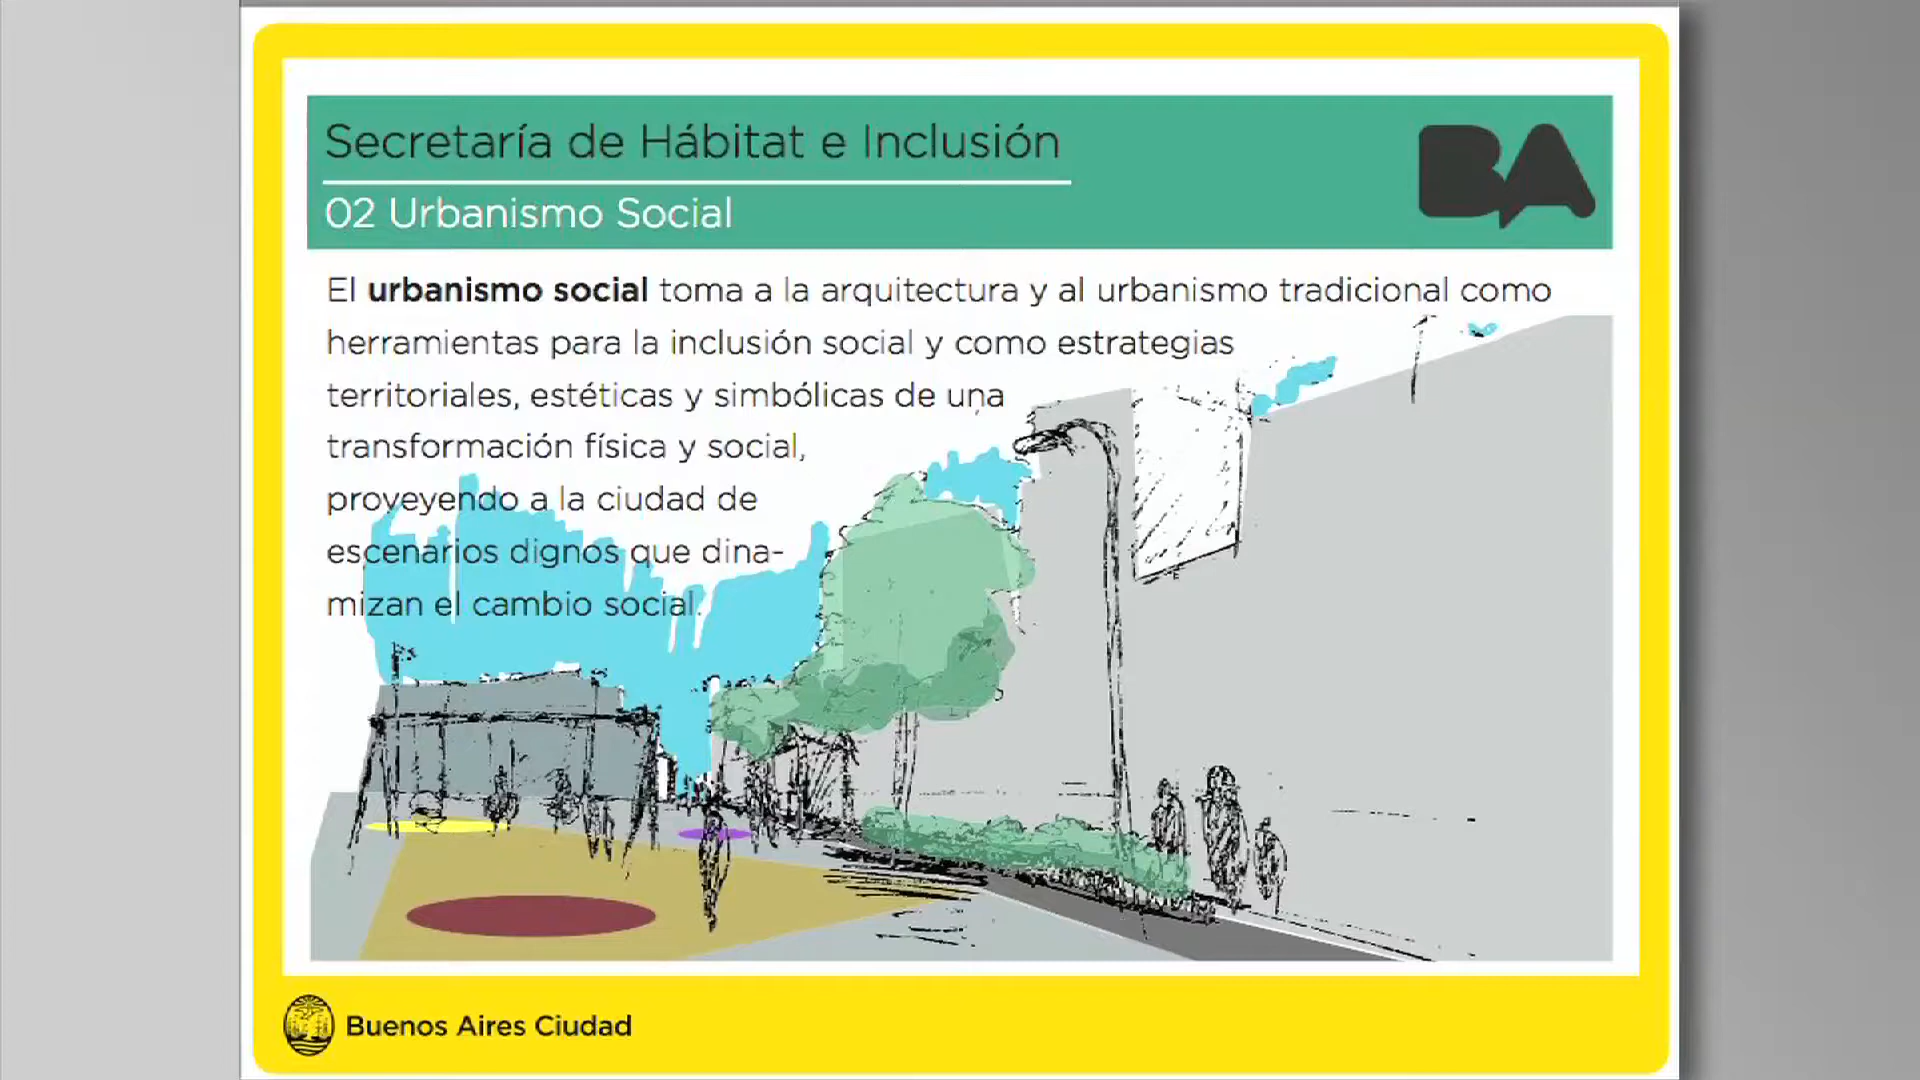 Secretaría de Hábitat e Inclusión
BA
02 Urbanismo Social
El urbanismo social toma a la arquitectura y al urbanismo tradicional como
herramientas para la inclusión social y como estrategias
territoriales, estéticas y simbólicas de una
transformación física y social,
proveyendo a la ciudad de
escenarios dignos que dina-
mizan el cambio social.
Buenos Aires Ciudad